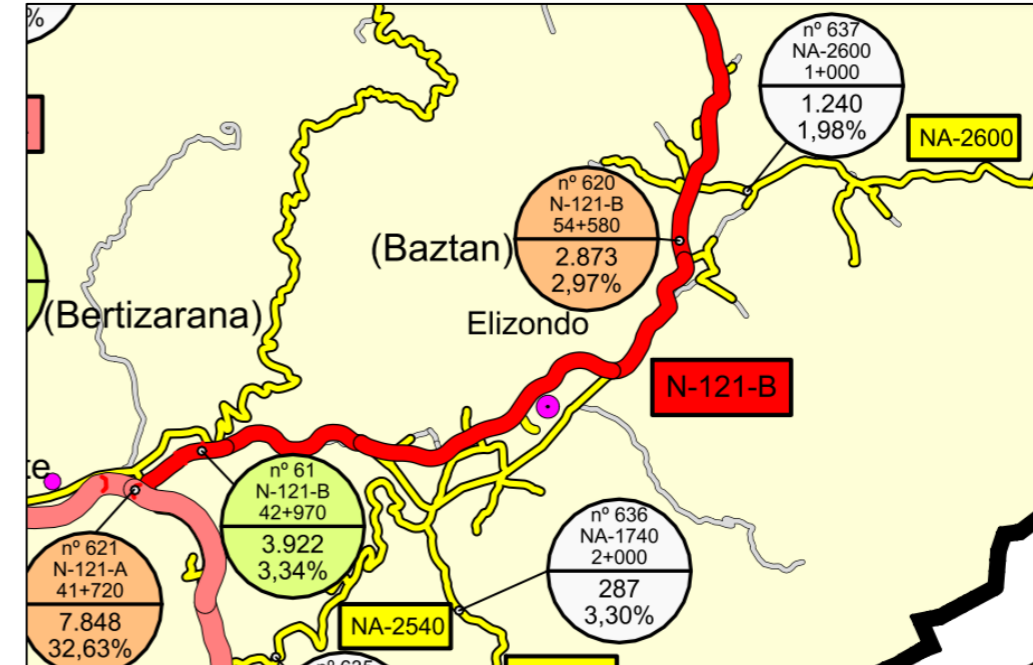 %
nº 637
NA-2600
1+000
1.240
1,98%
NA-2600
nº 620
N-121-B
54+580
2.873
2,97%
(Baztan)
(Bertizarana)
Elizondo
N-121-B
te
nº 61
N-121-B
42+970
3.922
3,34%
nº 636
NA-1740
2+000
287
3,30%
nº 621
N-121-A
41+720
7.848
32,63%
NA-2540